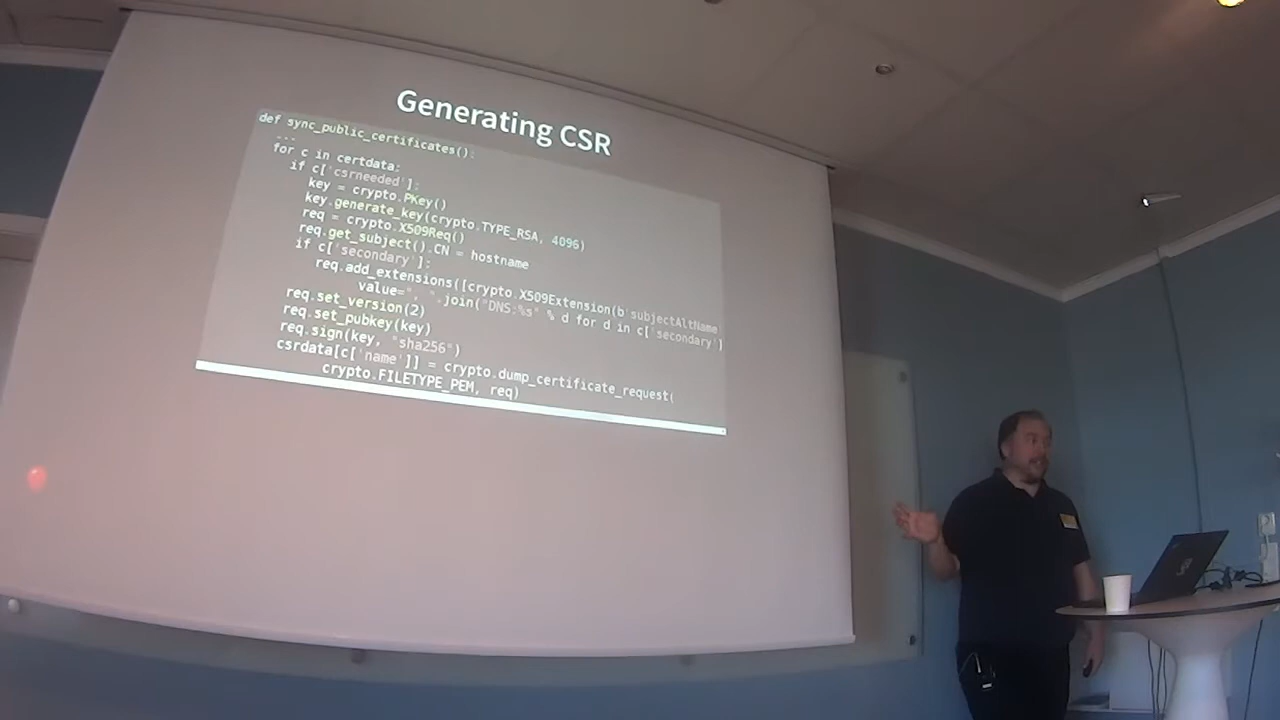 Generating CSR
def sync_public_certificates():
...
for c in certdata:
if c['csrneeded']:
key = crypto.PKey()
key.generate_key(crypto.TYPE_RSA, 4096)
req = crypto.X509Req()
req.get_subject().CN = hostname
if c['secondary']:
req.add_extensions([crypto.X509Extension(b'subjectAltName
value=", ".join("DNS:%s" % d for d in c['secondary']
req.set_version(2)
req.set_pubkey(key)
req.sign(key, "sha256")
csrdata[c['name']] = crypto.dump_certificate_request(
crypto.FILETYPE_PEM, req)